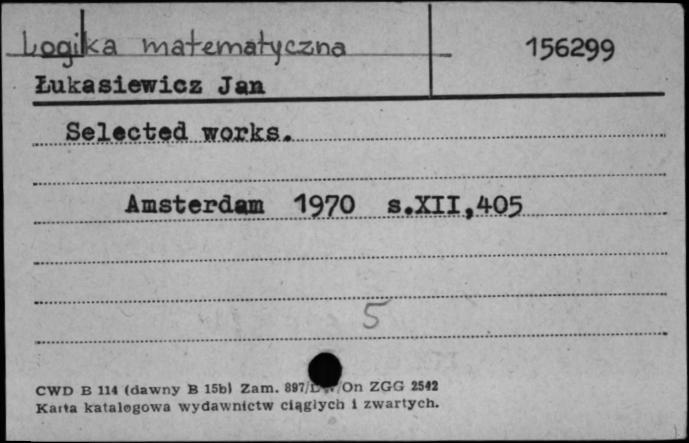 Logika matematyczna 156299
Łukasiewicz Jan
Selected works.
Amsterdam 1970 s.XII,405
5
CWD B 114 (dawny B 15b) Zam. 897/ /On ZGG 2542
Karta katalogowa wydawnictw ciągłych i zwartych.